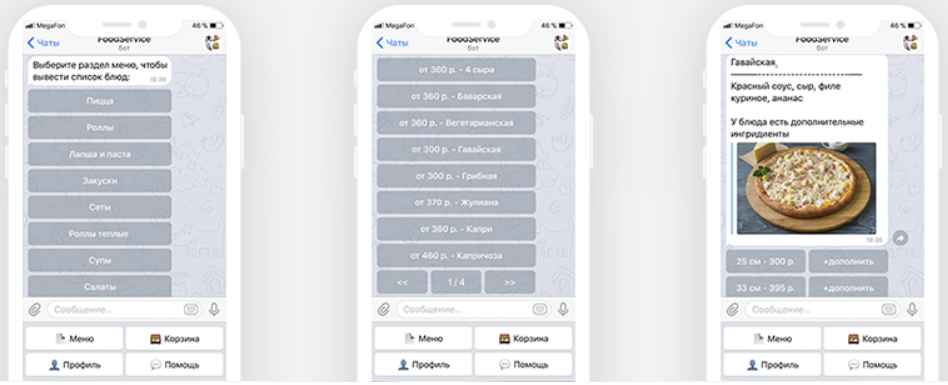 MegaFon
46 %
Чаты
FoodService
бот
Выберите раздел меню, чтобы
вывести список блюд:
16:36
Пицца
Роллы
Лапша и паста
Закуски
Сеты
Роллы теплые
Супы
Салаты
Сообщение...
Меню
Корзина
Профиль
Помощь
MegaFon
46 %
Чаты
FoodService
бот
от 360 р. - 4 сыра
от 360 р. - Баварская
от 360 р. - Вегетарианская
от 300 р. - Гавайская
от 300 р. - Грибная
от 370 р. - Жулиана
от 360 р. - Капри
от 460 р. - Капричоза
<<
1/4
>>
Сообщение...
Меню
Корзина
Профиль
Помощь
MegaFon
46 %
Чаты
FoodService
бот
Гавайская
Красный соус, сыр, филе
куриное, ананас
У блюда есть дополнительные
ингридиенты
16:36
25 см - 300 р.
+дополнить
33 см - 395 р.
+дополнить
Сообщение...
Меню
Корзина
Профиль
Помощь